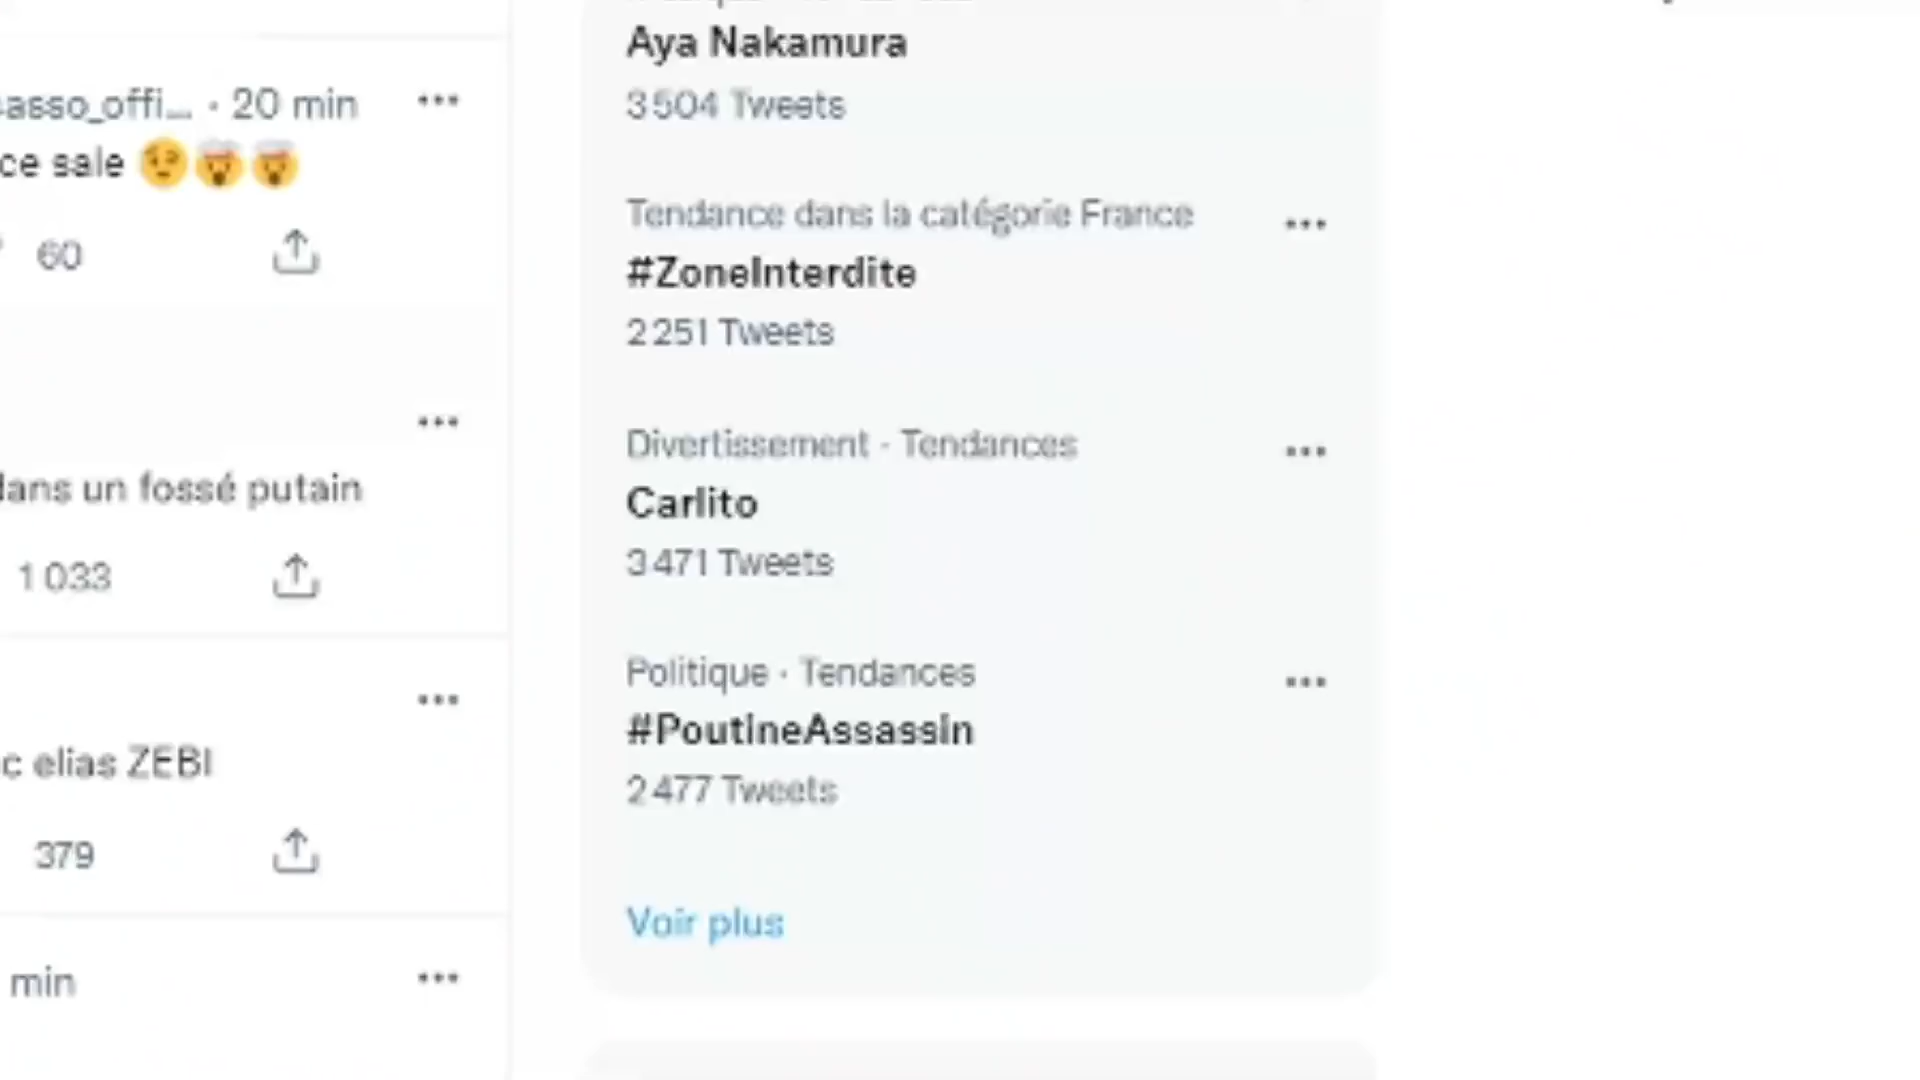 asso_offi... · 20 min
ce sale
60
dans un fossé putain
1 033
c elias ZEBI
379
min
Aya Nakamura
3 504 Tweets
Tendance dans la catégorie France
#ZoneInterdite
2 251 Tweets
Divertissement · Tendances
Carlito
3 471 Tweets
Politique · Tendances
#PoutineAssassin
2 477 Tweets
Voir plus